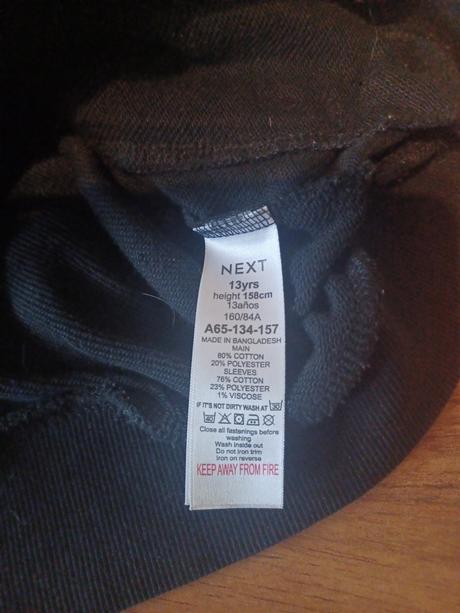 NEXT
13yrs
height 158cm
13años
160/84A
A65-134-157
MADE IN BANGLADESH
MAIN
80% COTTON
20% POLYESTER
SLEEVES
76% COTTON
23% POLYESTER
1% VISCOSE
IF IT'S NOT DIRTY WASH AT 30
Close all fastenings before
washing
Wash inside out
Do not iron trim
Iron on reverse
KEEP AWAY FROM FIRE